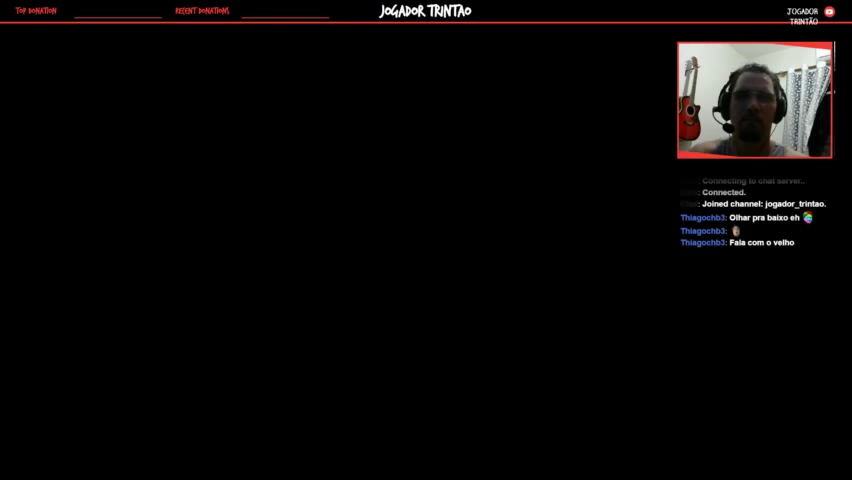 TOP DONATION
RECENT DONATIONS
JOGADOR TRINTAO
JOGADOR
TRINTÃO
Connecting to chat server..
: Connected.
: Joined channel: jogador_trintao.
Thiagochb3: Olhar pra baixo eh
Thiagochb3:
Thiagochb3: Fala com o velho